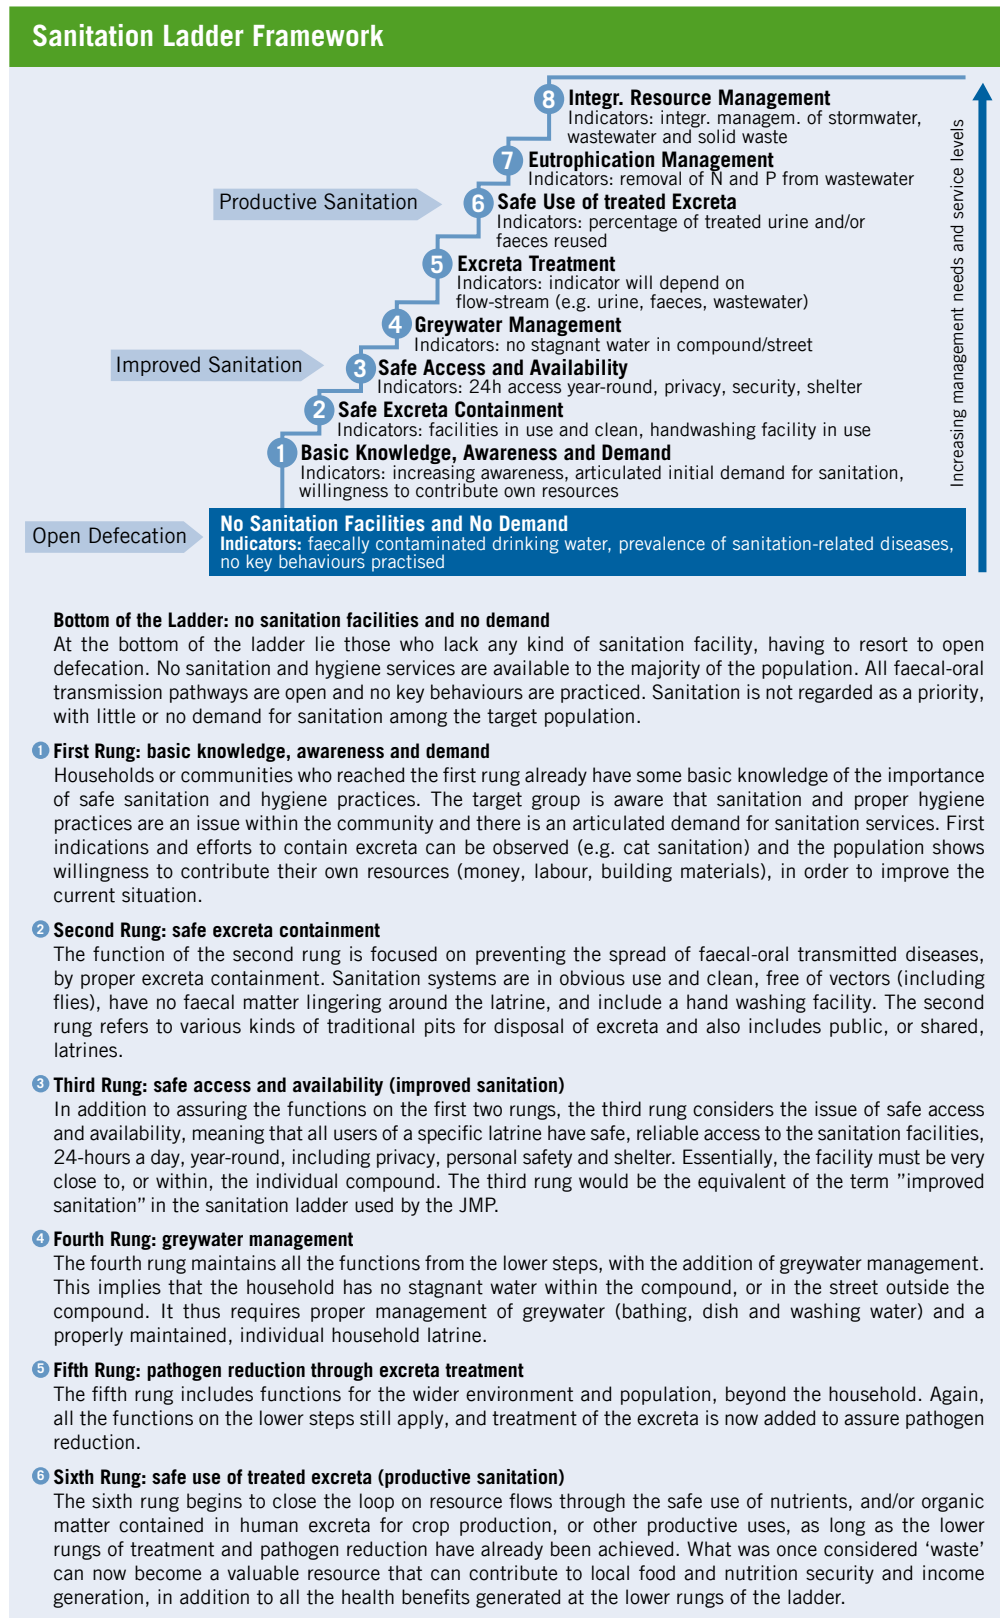 Sanitation Ladder Framework
8 Integr. Resource Management
Indicators: integr. managem. of stormwater,
wastewater and solid waste
7 Eutrophication Management
Indicators: removal of N and P from wastewater
Productive Sanitation
6 Safe Use of treated Excreta
Indicators: percentage of treated urine and/or
faeces reused
5 Excreta Treatment
Indicators: indicator will depend on
flow-stream (e.g. urine, faeces, wastewater)
4 Greywater Management
Indicators: no stagnant water in compound/street
Improved Sanitation
3 Safe Access and Availability
Indicators: 24h access year-round, privacy, security, shelter
2 Safe Excreta Containment
Indicators: facilities in use and clean, handwashing facility in use
1 Basic Knowledge, Awareness and Demand
Indicators: increasing awareness, articulated initial demand for sanitation,
willingness to contribute own resources
Open Defecation
No Sanitation Facilities and No Demand
Indicators: faecally contaminated drinking water, prevalence of sanitation-related diseases,
no key behaviours practised
Increasing management needs and service levels
Bottom of the Ladder: no sanitation facilities and no demand
At the bottom of the ladder lie those who lack any kind of sanitation facility, having to resort to open
defecation. No sanitation and hygiene services are available to the majority of the population. All faecal-oral
transmission pathways are open and no key behaviours are practiced. Sanitation is not regarded as a priority,
with little or no demand for sanitation among the target population.
1 First Rung: basic knowledge, awareness and demand
Households or communities who reached the first rung already have some basic knowledge of the importance
of safe sanitation and hygiene practices. The target group is aware that sanitation and proper hygiene
practices are an issue within the community and there is an articulated demand for sanitation services. First
indications and efforts to contain excreta can be observed (e.g. cat sanitation) and the population shows
willingness to contribute their own resources (money, labour, building materials), in order to improve the
current situation.
2 Second Rung: safe excreta containment
The function of the second rung is focused on preventing the spread of faecal-oral transmitted diseases,
by proper excreta containment. Sanitation systems are in obvious use and clean, free of vectors (including
flies), have no faecal matter lingering around the latrine, and include a hand washing facility. The second
rung refers to various kinds of traditional pits for disposal of excreta and also includes public, or shared,
latrines.
3 Third Rung: safe access and availability (improved sanitation)
In addition to assuring the functions on the first two rungs, the third rung considers the issue of safe access
and availability, meaning that all users of a specific latrine have safe, reliable access to the sanitation facilities,
24-hours a day, year-round, including privacy, personal safety and shelter. Essentially, the facility must be very
close to, or within, the individual compound. The third rung would be the equivalent of the term ”improved
sanitation” in the sanitation ladder used by the JMP.
4 Fourth Rung: greywater management
The fourth rung maintains all the functions from the lower steps, with the addition of greywater management.
This implies that the household has no stagnant water within the compound, or in the street outside the
compound. It thus requires proper management of greywater (bathing, dish and washing water) and a
properly maintained, individual household latrine.
5 Fifth Rung: pathogen reduction through excreta treatment
The fifth rung includes functions for the wider environment and population, beyond the household. Again,
all the functions on the lower steps still apply, and treatment of the excreta is now added to assure pathogen
reduction.
6 Sixth Rung: safe use of treated excreta (productive sanitation)
The sixth rung begins to close the loop on resource flows through the safe use of nutrients, and/or organic
matter contained in human excreta for crop production, or other productive uses, as long as the lower
rungs of treatment and pathogen reduction have already been achieved. What was once considered ‘waste’
can now become a valuable resource that can contribute to local food and nutrition security and income
generation, in addition to all the health benefits generated at the lower rungs of the ladder.